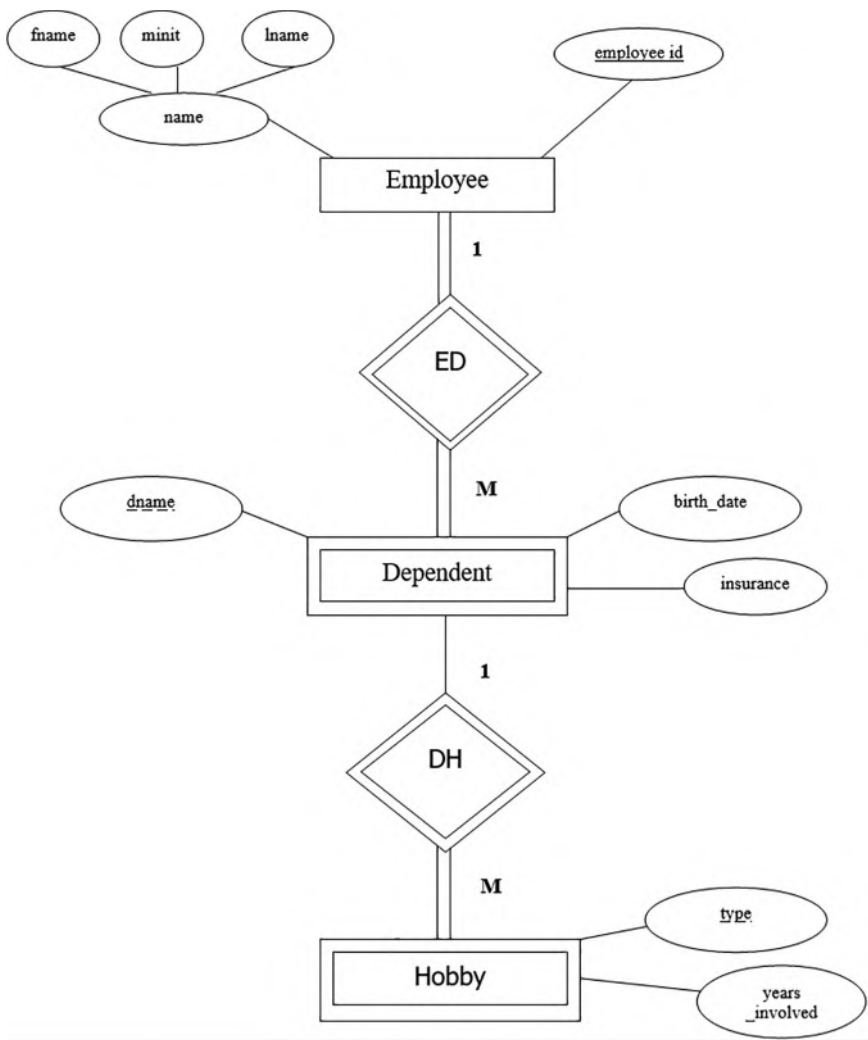 fname
minit
lname
employee id
name
Employee
1
ED
M
dname
birth_date
Dependent
insurance
1
DH
M
type
Hobby
years
_involved